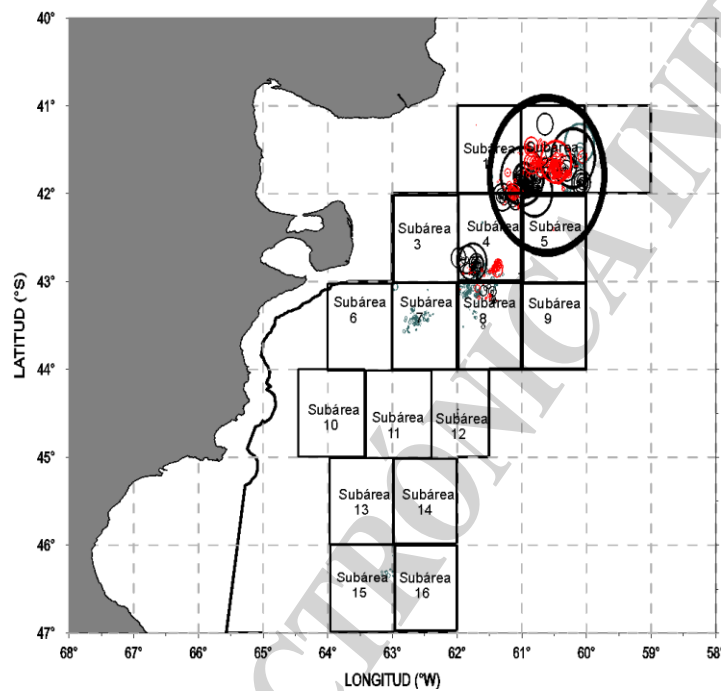 40°
41°
Subárea
1
Subárea
42°
Subárea
3
Subárea
4
Subárea
5
43°
Subárea
6
Subárea
7
Subárea
8
Subárea
9
44°
Subárea
10
Subárea
11
Subárea
12
45°
Subárea
13
Subárea
14
46°
Subárea
15
Subárea
16
47°
68° 67° 66° 65° 64° 63° 62° 61° 60° 59° 58°
LATITUD (°S)
LONGITUD (°W)
CTRÓNICA INI